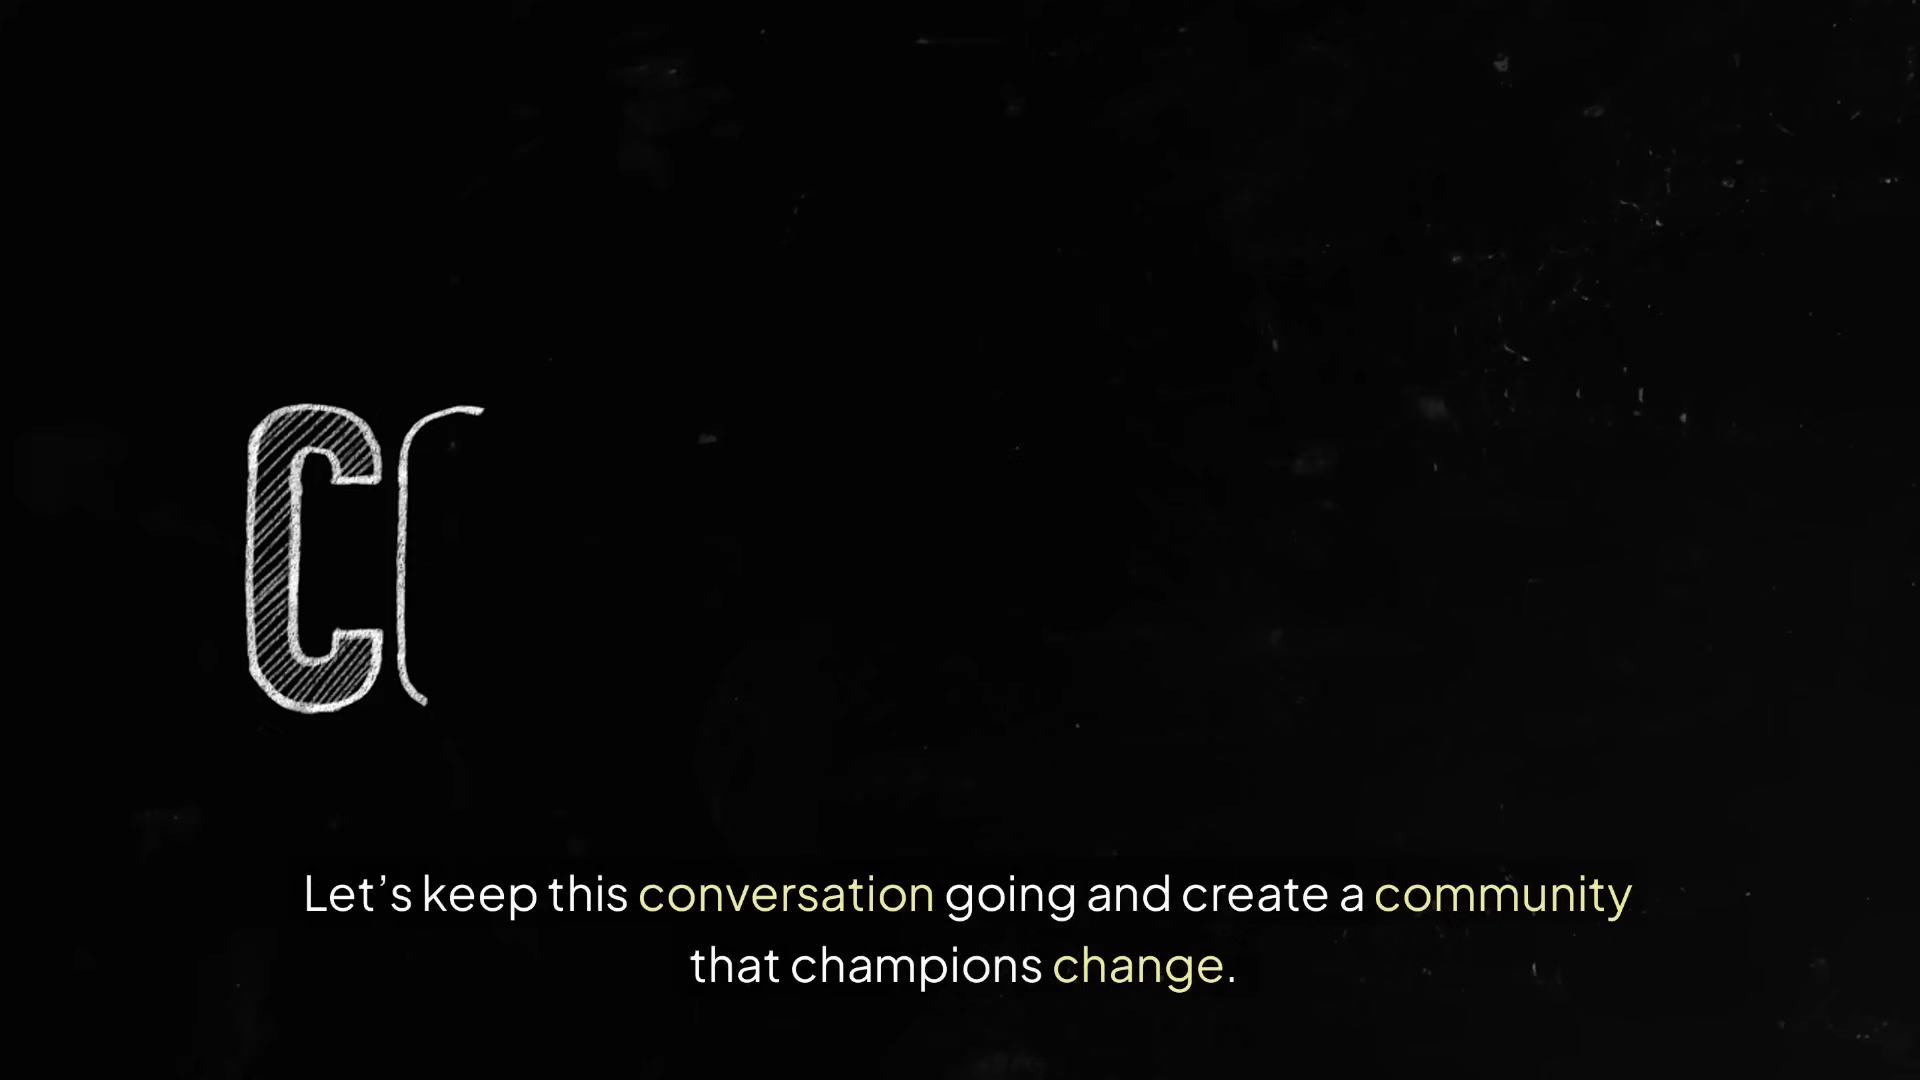 C
Let’s keep this conversation going and create a community
that champions change.